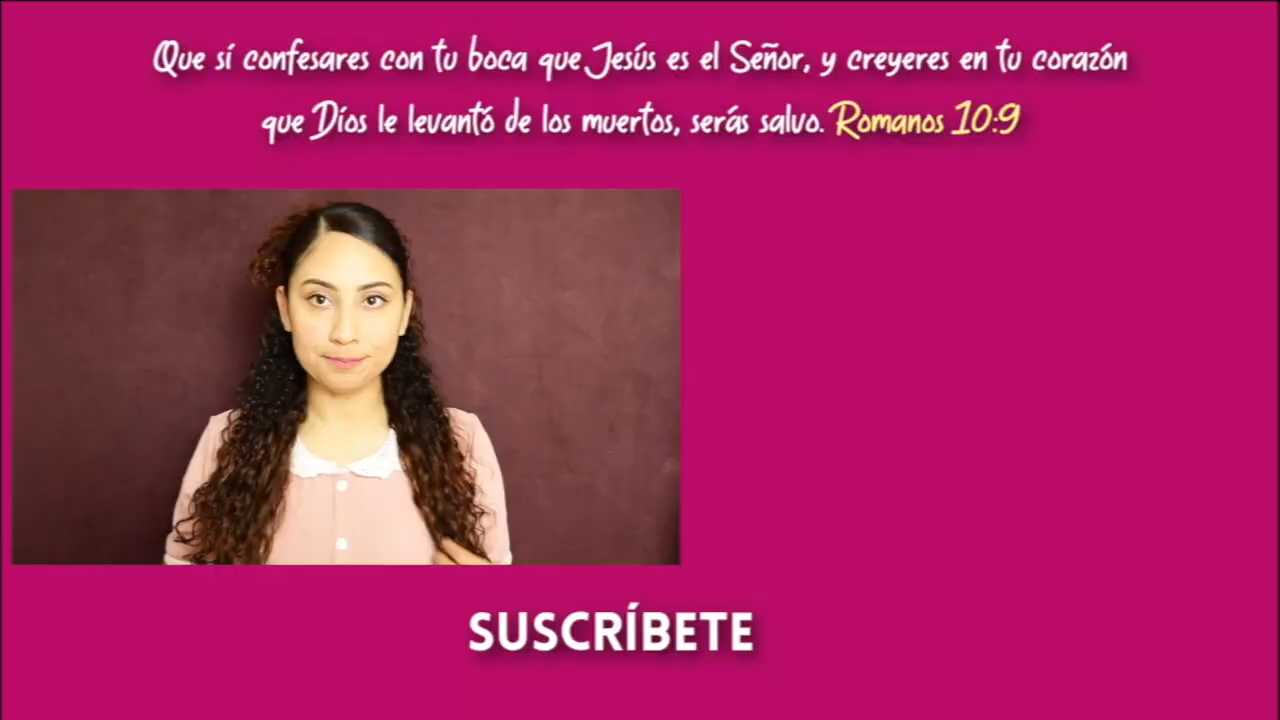 Que sí confesares con tu boca que Jesús es el Señor, y creyeres en tu corazón
que Dios le levantó de los muertos, serás salvo. Romanos 10:9
SUSCRÍBETE